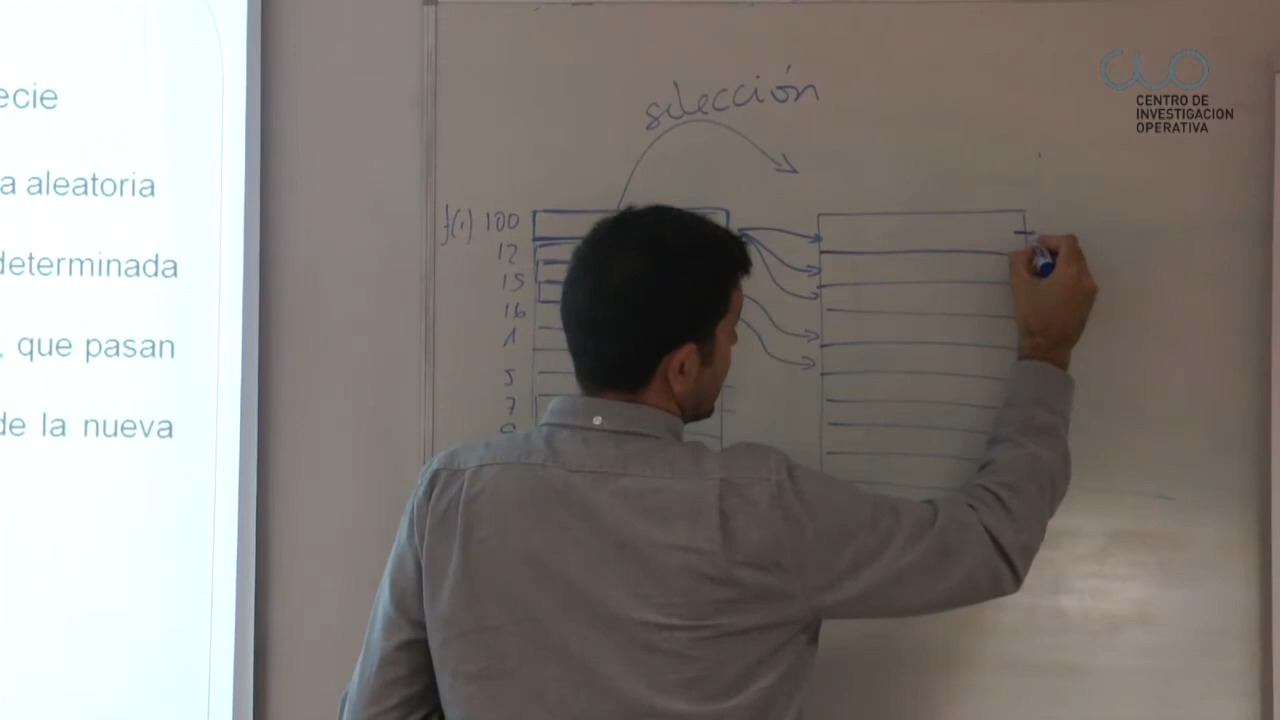 ecie
a aleatoria
determinada
, que pasan
de la nueva
selección
f(i) 100
12
15
16
1
5
7
CIO
CENTRO DE
INVESTIGACION
OPERATIVA